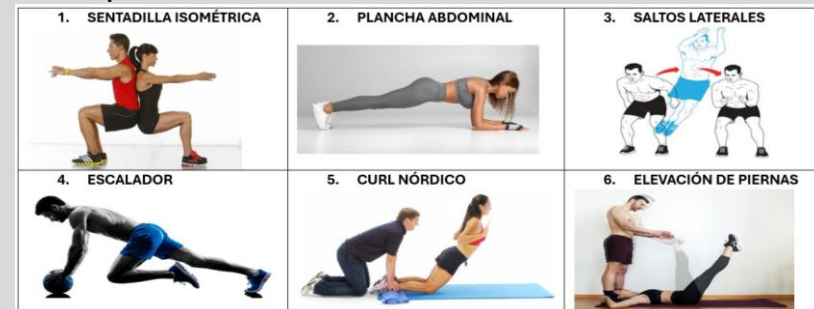 1. SENTADILLA ISOMÉTRICA
2. PLANCHA ABDOMINAL
3. SALTOS LATERALES
4. ESCALADOR
5. CURL NÓRDICO
6. ELEVACIÓN DE PIERNAS